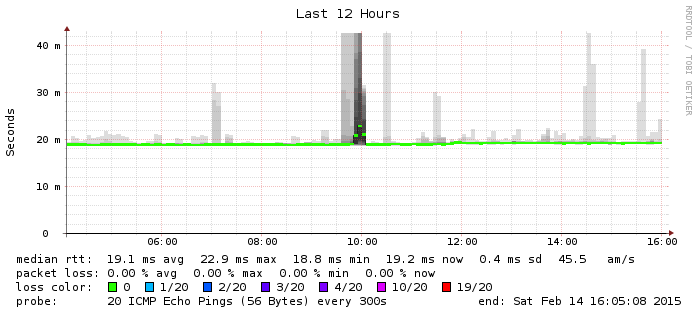 Last 12 Hours
RRDTOOL / TOBI OETIKER
Seconds
40 m
30 m
20 m
10 m
0
06:00 08:00 10:00 12:00 14:00 16:00
median rtt: 19.1 ms avg 22.9 ms max 18.8 ms min 19.2 ms now 0.4 ms sd 45.5 am/s
packet loss: 0.00 % avg 0.00 % max 0.00 % min 0.00 % now
loss color: 0 1/20 2/20 3/20 4/20 10/20 19/20
probe: 20 ICMP Echo Pings (56 Bytes) every 300s end: Sat Feb 14 16:05:08 2015